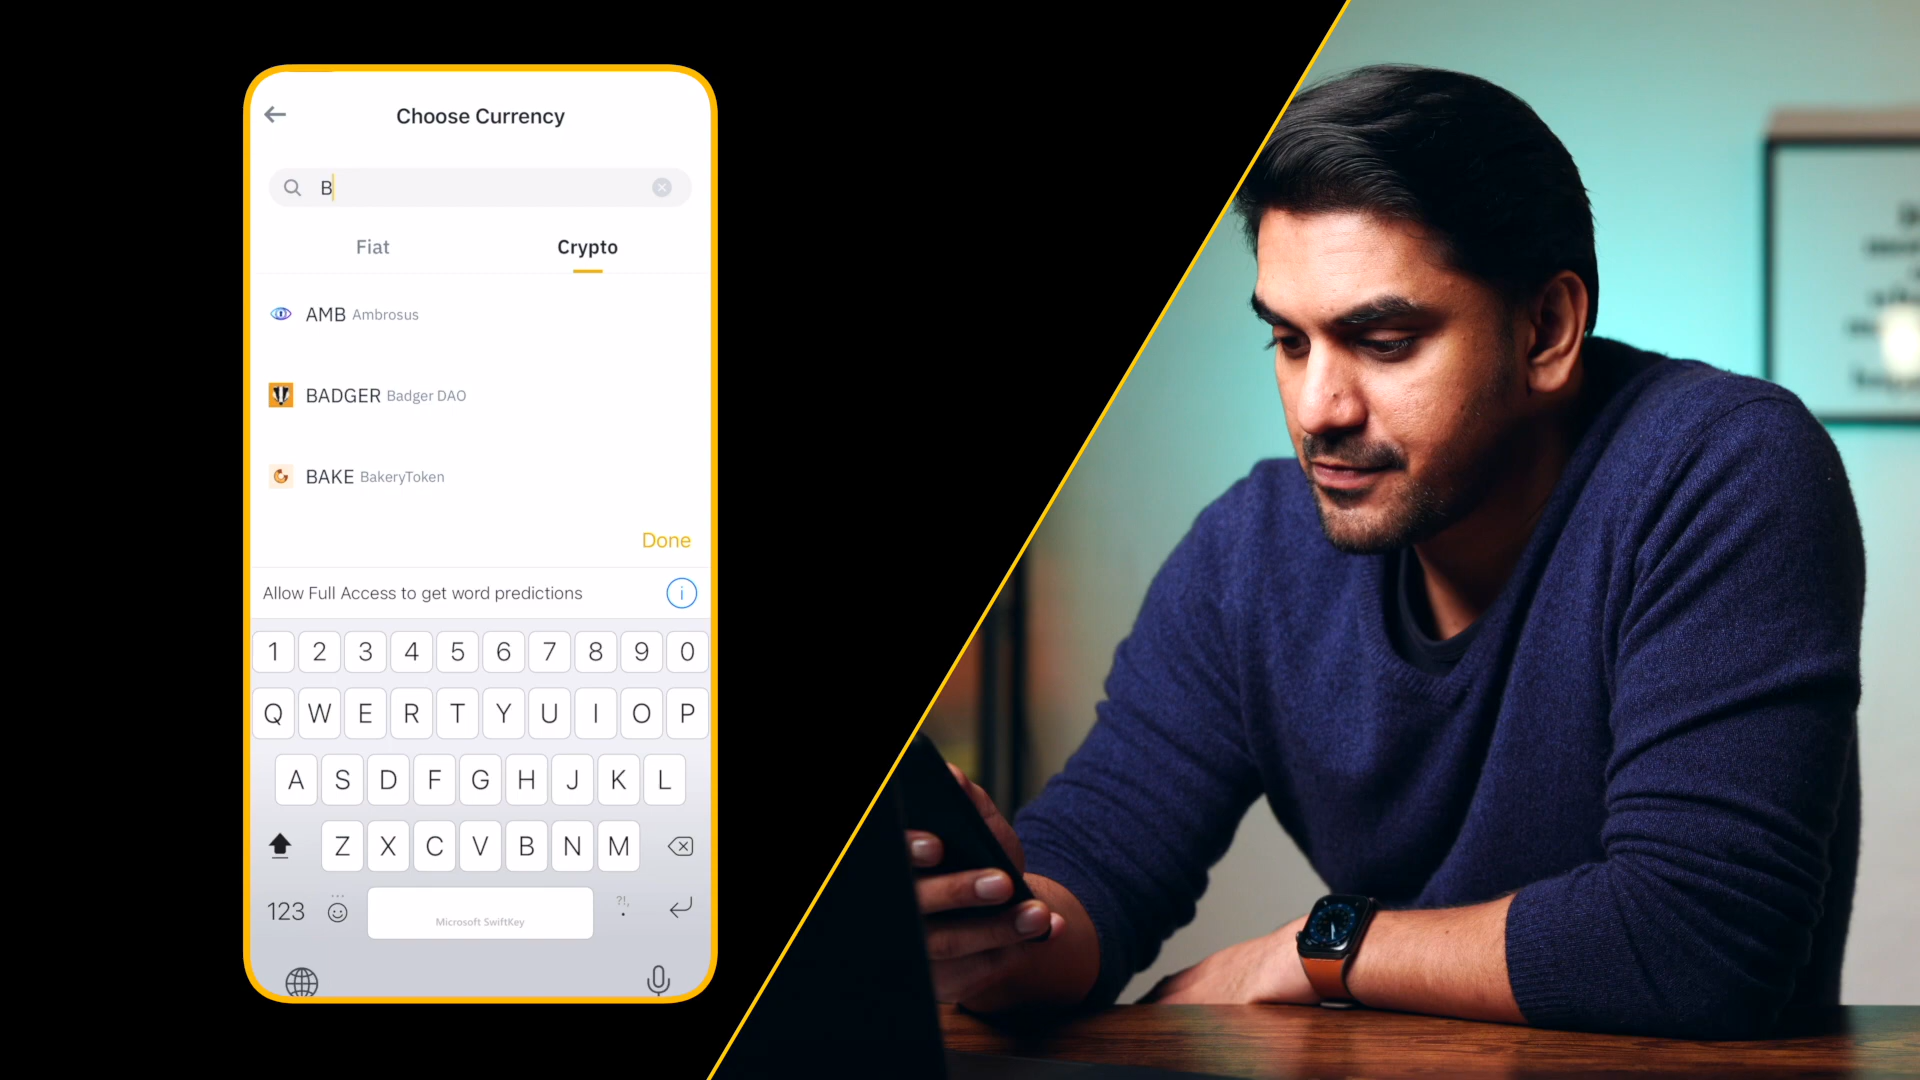 Choose Currency
B
Fiat
Crypto
AMB Ambrosus
BADGER Badger DAO
BAKE BakeryToken
Done
Allow Full Access to get word predictions
i
1 2 3 4 5 6 7 8 9 0
Q W E R T Y U I O P
A S D F G H J K L
Z X C V B N M
123
Microsoft SwiftKey
?!,
.